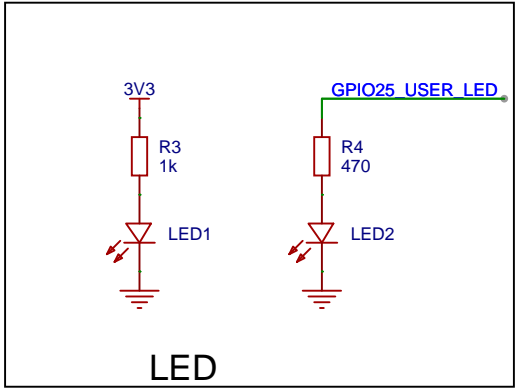 3V3
GPIO25_USER_LED
R3
1k
R4
470
LED1
LED2
LED